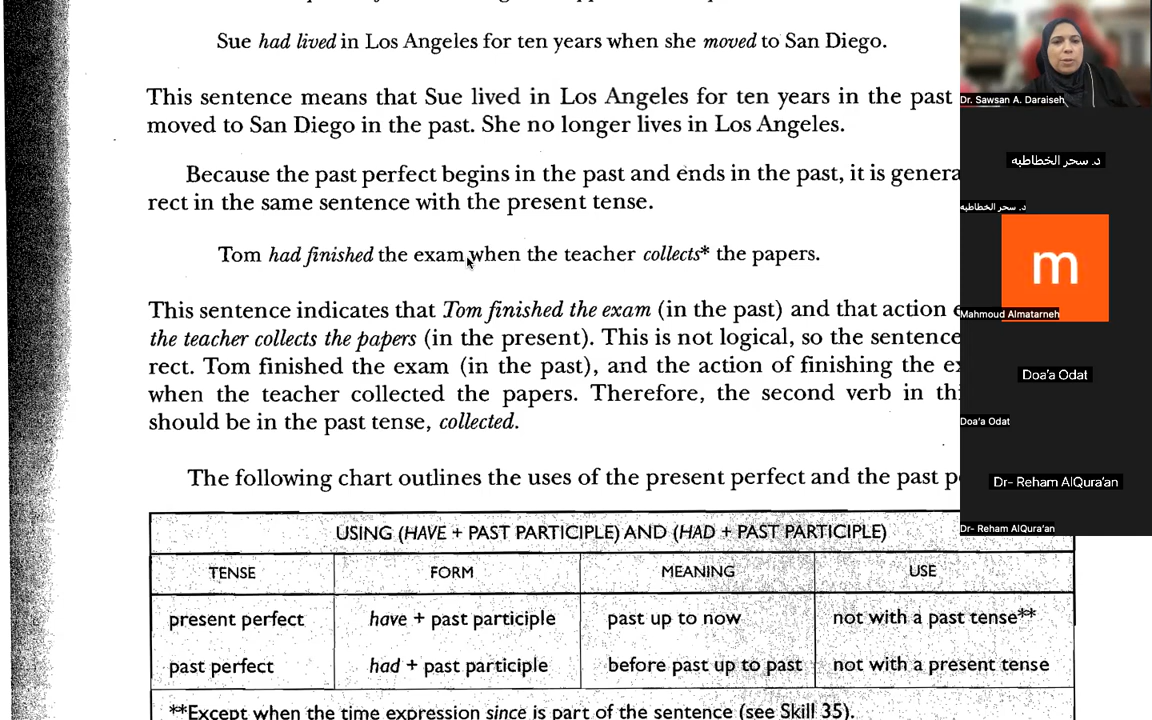 Sue had lived in Los Angeles for ten years when she moved to San Diego.
This sentence means that Sue lived in Los Angeles for ten years in the past
moved to San Diego in the past. She no longer lives in Los Angeles.
Because the past perfect begins in the past and ends in the past, it is genera
rect in the same sentence with the present tense.
Tom had finished the exam when the teacher collects* the papers.
This sentence indicates that Tom finished the exam (in the past) and that action
the teacher collects the papers (in the present). This is not logical, so the sentence
rect. Tom finished the exam (in the past), and the action of finishing the ex
when the teacher collected the papers. Therefore, the second verb in thi
should be in the past tense, collected.
The following chart outlines the uses of the present perfect and the past p
USING (HAVE + PAST PARTICIPLE) AND (HAD + PAST PARTICIPLE)
TENSE FORM MEANING USE
present perfect have + past participle past up to now not with a past tense**
past perfect had + past participle before past up to past not with a present tense
**Except when the time expression since is part of the sentence (see Skill 35).
Dr. Sawsan A. Daraiseh
د. سحر الخطاطبه
د. سحر الخطاطبه
m
Mahmoud Almatarneh
Doa'a Odat
Doa'a Odat
Dr- Reham AlQura'an
Dr- Reham AlQura'an